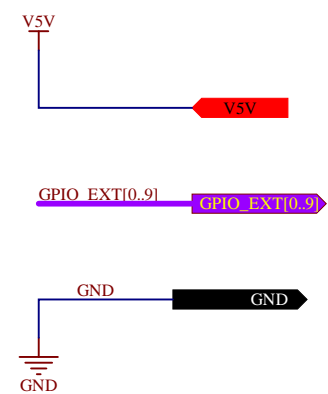 V5V
V5V
GPIO_EXT[0..9]
GPIO_EXT[0..9]
GND
GND
GND